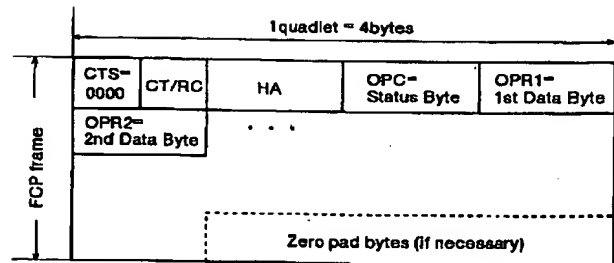 1quadlet = 4bytes
CTS=
0000
CT/RC
HA
OPC=
Status Byte
OPR1=
1st Data Byte
OPR2=
2nd Data Byte
. . .
FCP frame
Zero pad bytes (if necessary)